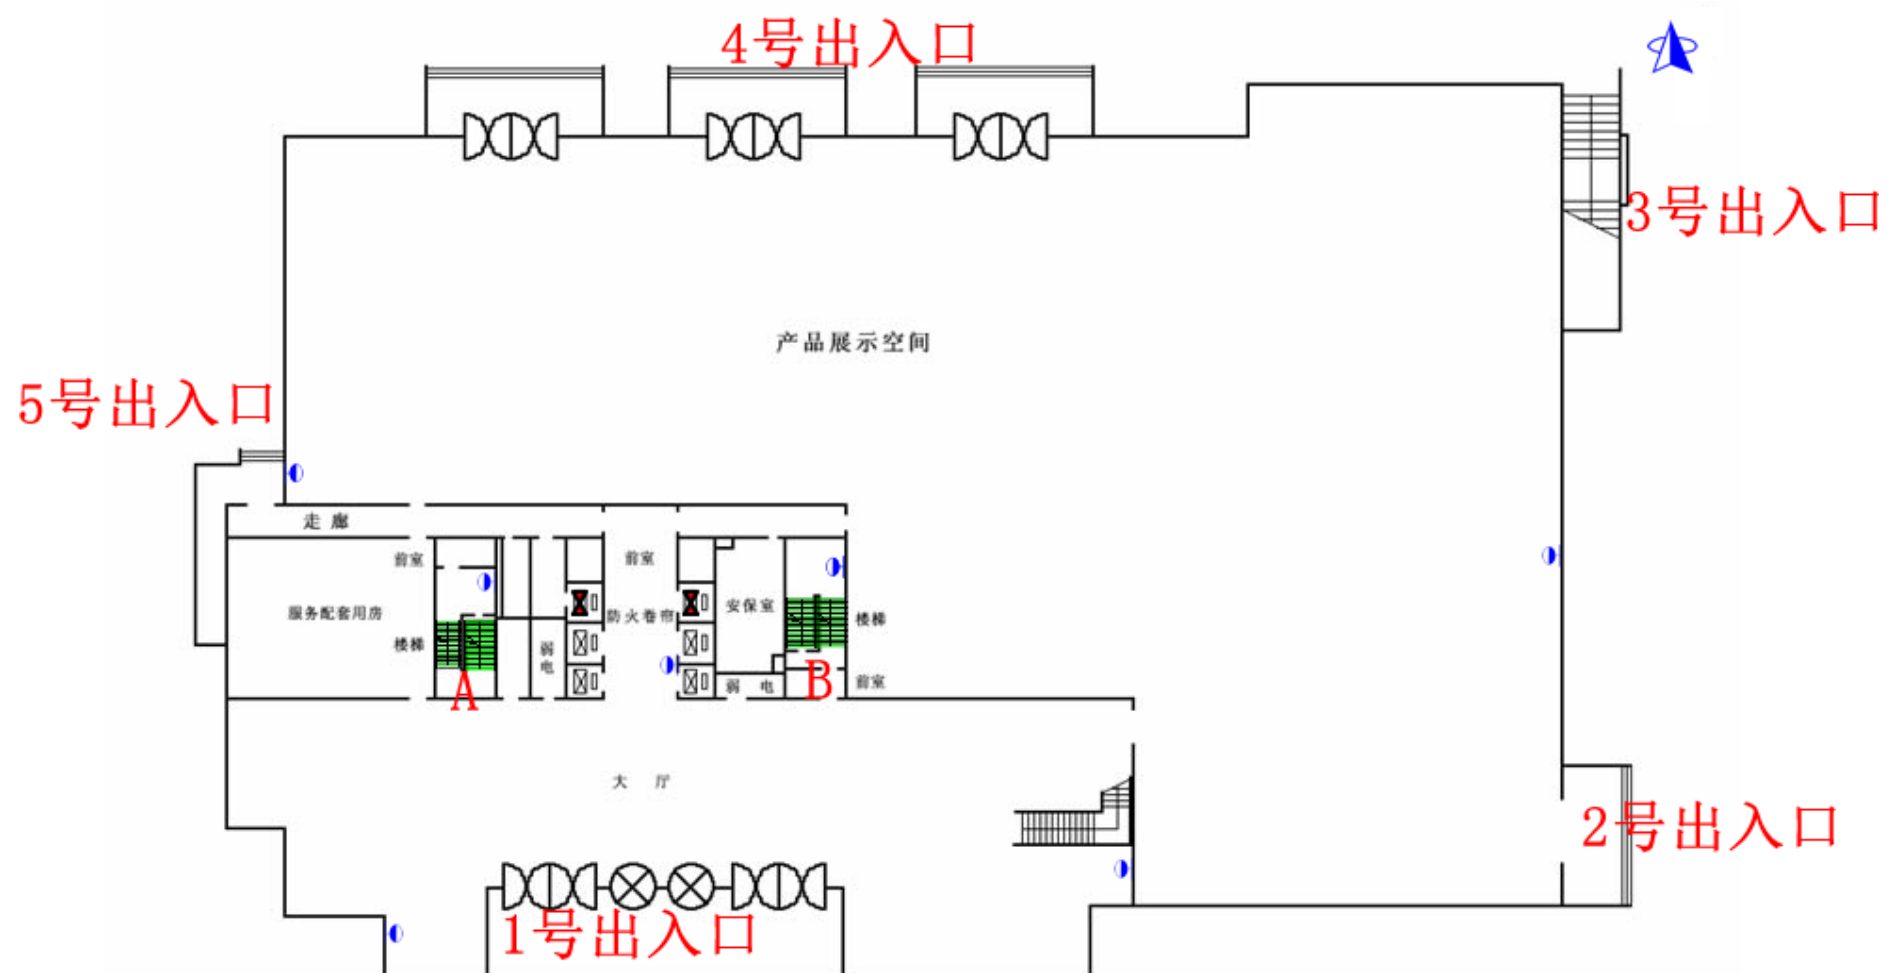 4号出入口
3号出入口
产品展示空间
5号出入口
走廊
前室
前室
服务配套用房
防火卷帘
安保室
楼梯
楼梯
弱电
A
B
弱电
前室
大厅
2号出入口
1号出入口